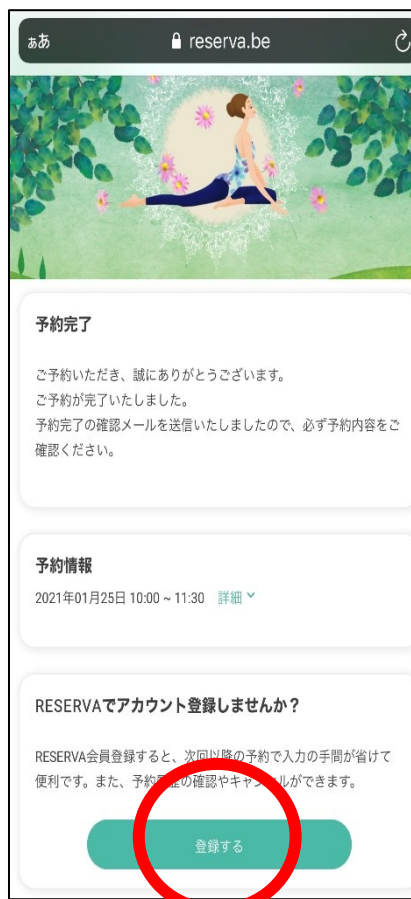 ぁあ reserva.be
予約完了
ご予約いただき、誠にありがとうございます。
ご予約が完了いたしました。
予約完了の確認メールを送信いたしましたので、必ず予約内容をご
確認ください。
予約情報
2021年01月25日 10:00 ~ 11:30 詳細
RESERVAでアカウント登録しませんか？
RESERVA会員登録すると、次回以降の予約で入力の手間が省けて
便利です。また、予約履歴の確認やキャンセルができます。
登録する